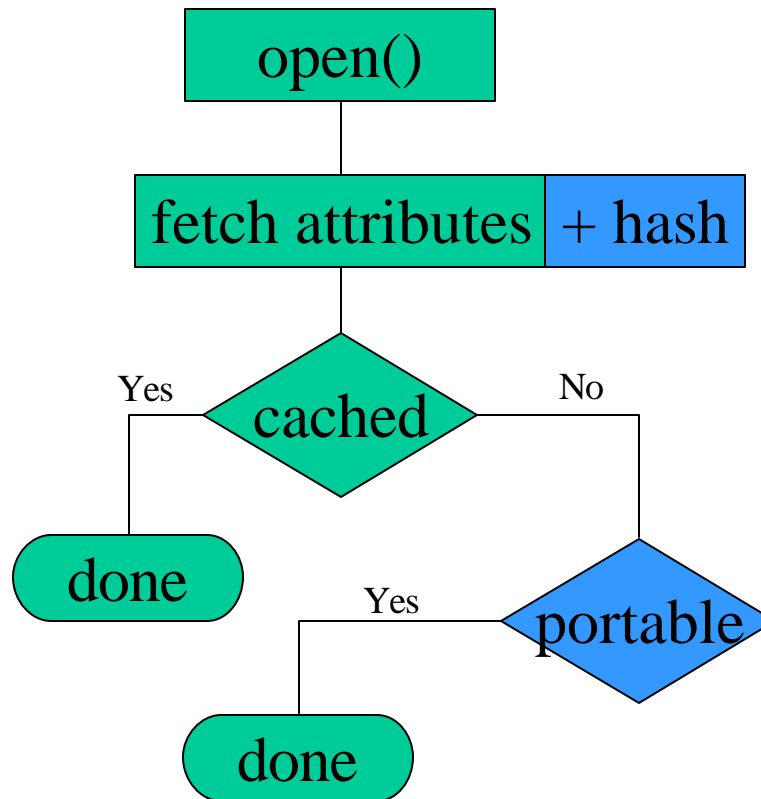 open()
fetch attributes + hash
Yes
No
cached
done
Yes
portable
done